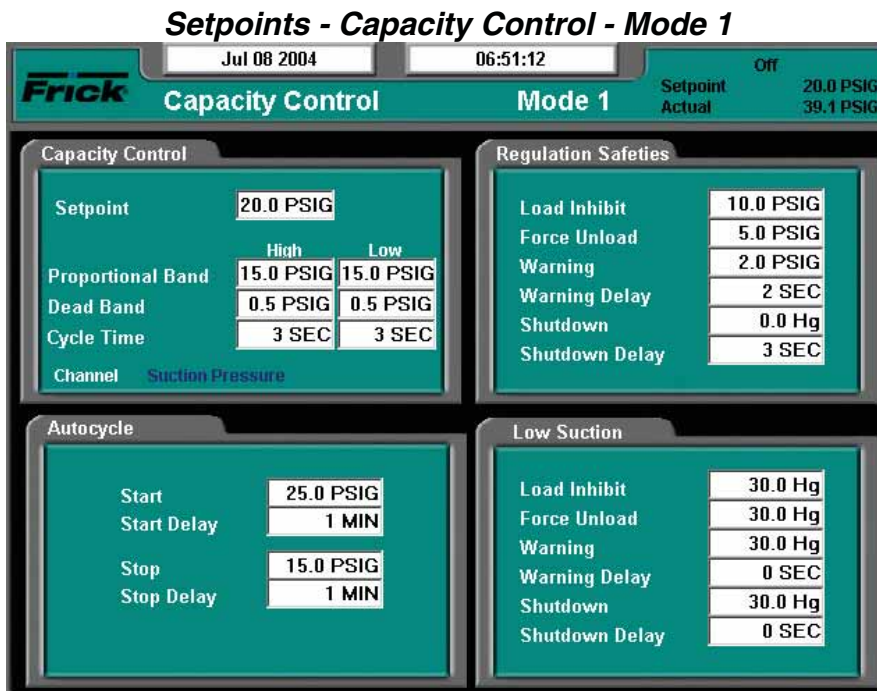 Setpoints - Capacity Control - Mode 1
Jul 08 2004 06:51:12 Off
Frick Capacity Control Mode 1
Setpoint 20.0 PSIG
Actual 39.1 PSIG
Capacity Control
Setpoint 20.0 PSIG
High Low
Proportional Band 15.0 PSIG 15.0 PSIG
Dead Band 0.5 PSIG 0.5 PSIG
Cycle Time 3 SEC 3 SEC
Channel Suction Pressure
Regulation Safeties
Load Inhibit 10.0 PSIG
Force Unload 5.0 PSIG
Warning 2.0 PSIG
Warning Delay 2 SEC
Shutdown 0.0 Hg
Shutdown Delay 3 SEC
Autocycle
Start 25.0 PSIG
Start Delay 1 MIN
Stop 15.0 PSIG
Stop Delay 1 MIN
Low Suction
Load Inhibit 30.0 Hg
Force Unload 30.0 Hg
Warning 30.0 Hg
Warning Delay 0 SEC
Shutdown 30.0 Hg
Shutdown Delay 0 SEC